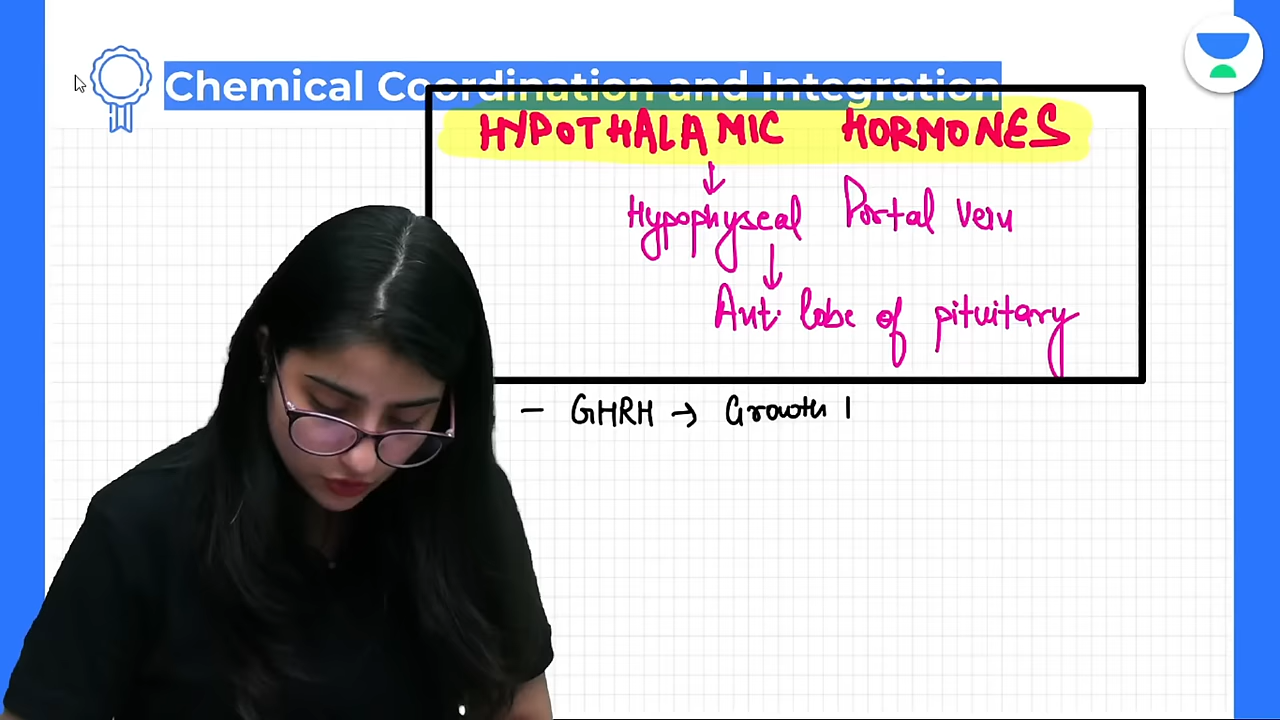 Chemical Coordination and Integration
HYPOTHALAMIC HORMONES
↓
Hypophyseal Portal vein
↓
Ant. lobe of pituitary
- GHRH → Growth